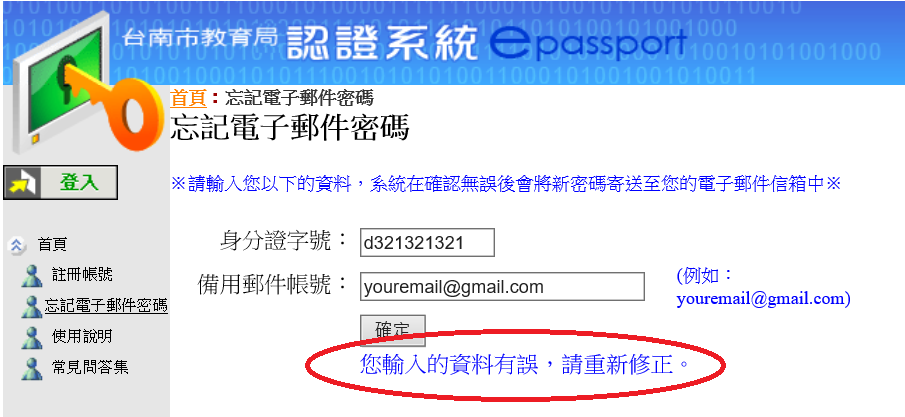 台南市教育局 認證系統 epassport
首頁：忘記電子郵件密碼
忘記電子郵件密碼
登入
※請輸入您以下的資料，系統在確認無誤後會將新密碼寄送至您的電子郵件信箱中※
首頁
註冊帳號
忘記電子郵件密碼
使用說明
常見問答集
身分證字號： d321321321
備用郵件帳號： youremail@gmail.com (例如：
youremail@gmail.com)
確定
您輸入的資料有誤，請重新修正。